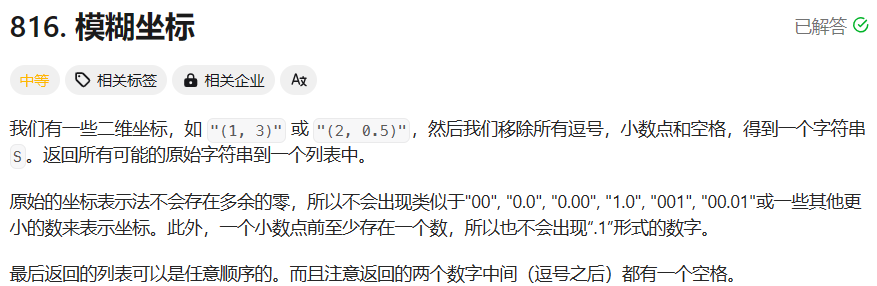 816. 模糊坐标
已解答
中等 相关标签 相关企业 Ax
我们有一些二维坐标，如 "(1, 3)" 或 "(2, 0.5)"，然后我们移除所有逗号，小数点和空格，得到一个字符串
S。返回所有可能的原始字符串到一个列表中。
原始的坐标表示法不会存在多余的零，所以不会出现类似于"00", "0.0", "0.00", "1.0", "001", "00.01"或一些其他更
小的数来表示坐标。此外，一个小数点前至少存在一个数，所以也不会出现“.1”形式的数字。
最后返回的列表可以是任意顺序的。而且注意返回的两个数字中间（逗号之后）都有一个空格。